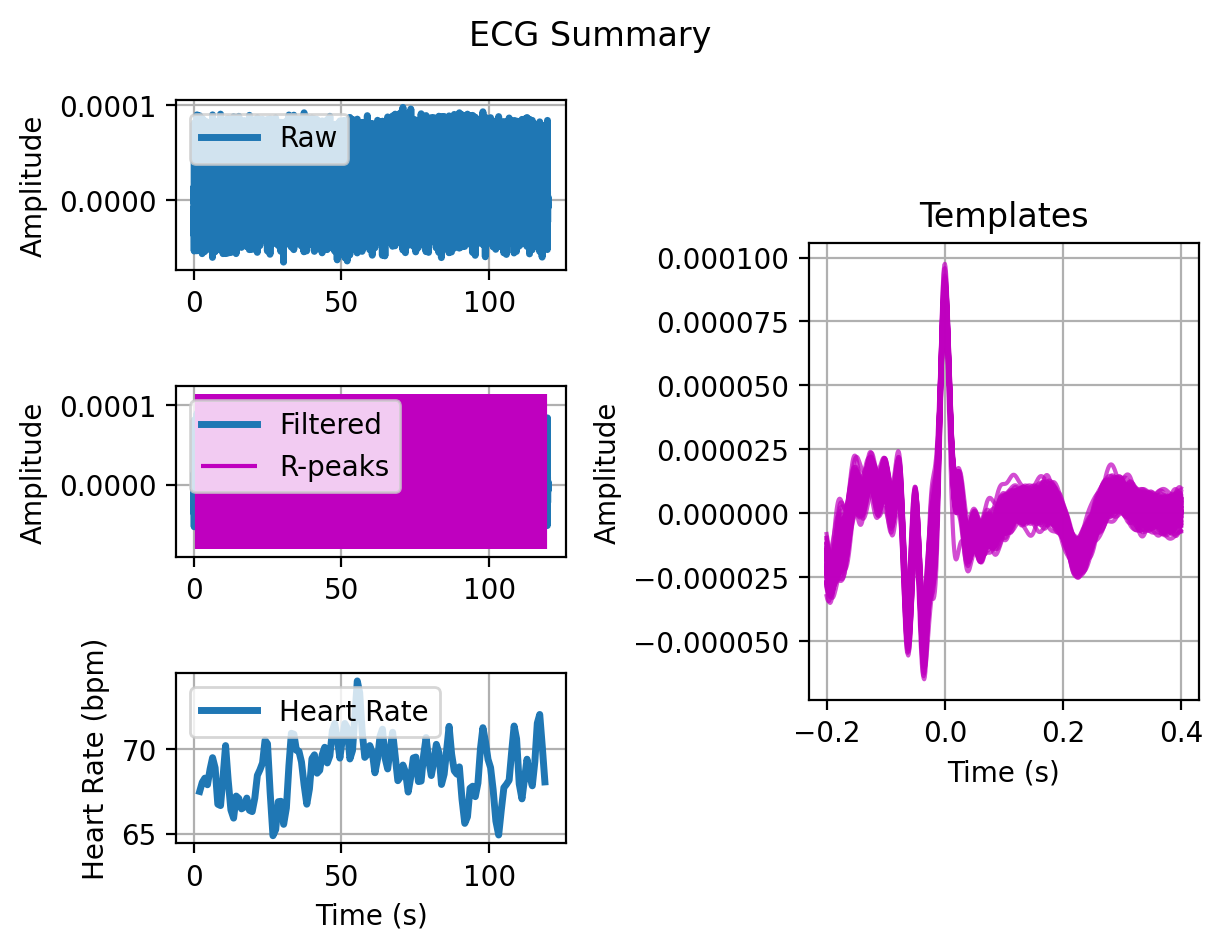 ECG Summary
0.0001
0.0000
Amplitude
Raw
0
50
100
0.0001
0.0000
Amplitude
Filtered
R-peaks
0
50
100
70
65
Heart Rate (bpm)
Heart Rate
0
50
100
Time (s)
Templates
0.000100
0.000075
0.000050
0.000025
0.000000
−0.000025
−0.000050
Amplitude
−0.2
0.0
0.2
0.4
Time (s)